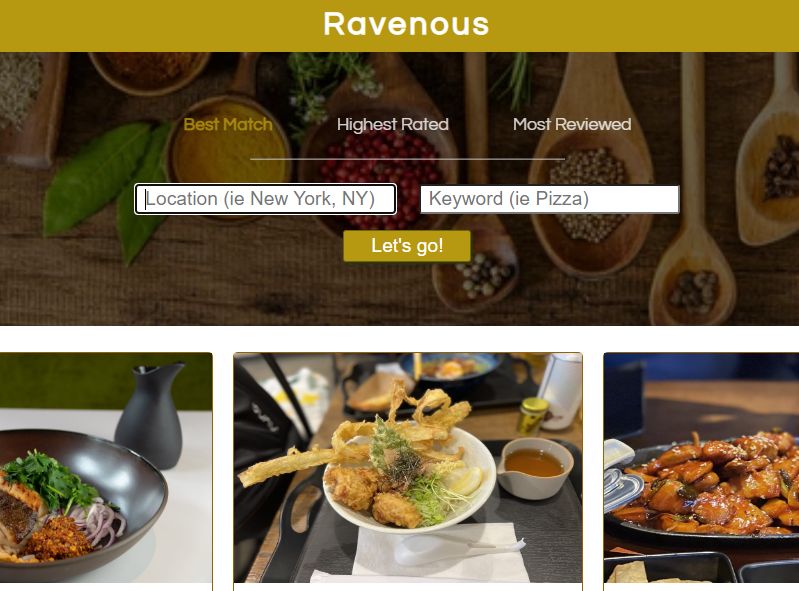 Ravenous
Best Match Highest Rated Most Reviewed
Location (ie New York, NY) Keyword (ie Pizza)
Let's go!